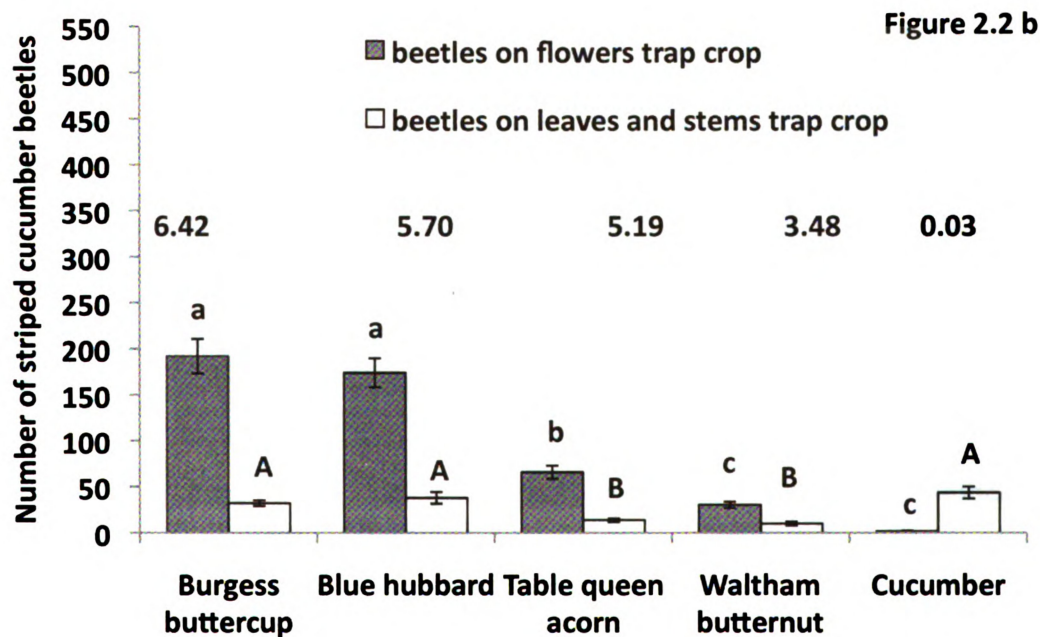 Figure 2.2 b
Number of striped cucumber beetles
550
500
450
400
350
300
250
200
150
100
50
0
beetles on flowers trap crop
beetles on leaves and stems trap crop
6.42 5.70 5.19 3.48 0.03
a A a A b B c B c A
Burgess buttercup
Blue hubbard
Table queen acorn
Waltham butternut
Cucumber